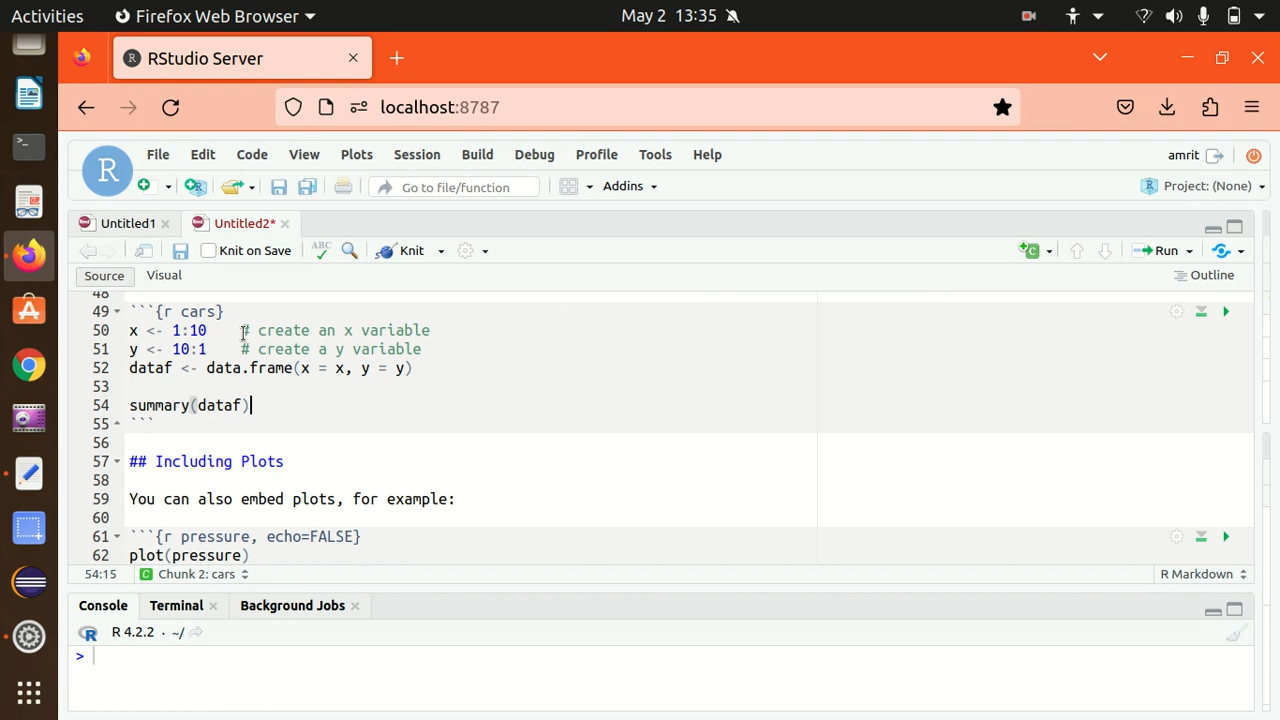 Activities Firefox Web Browser May 2 13:35
RStudio Server
localhost:8787
R File Edit Code View Plots Session Build Debug Profile Tools Help amrit
Go to file/function Addins Project: (None)
Untitled1 Untitled2*
Knit on Save ABC Knit Run
Source Visual Outline
48
49 ```{r cars}
50 x <- 1:10 # create an x variable
51 y <- 10:1 # create a y variable
52 dataf <- data.frame(x = x, y = y)
53
54 summary(dataf)
55 ```
56
57 ## Including Plots
58
59 You can also embed plots, for example:
60
61 ```{r pressure, echo=FALSE}
62 plot(pressure)
54:15 C Chunk 2: cars R Markdown
Console Terminal Background Jobs
R R 4.2.2 · ~/
>